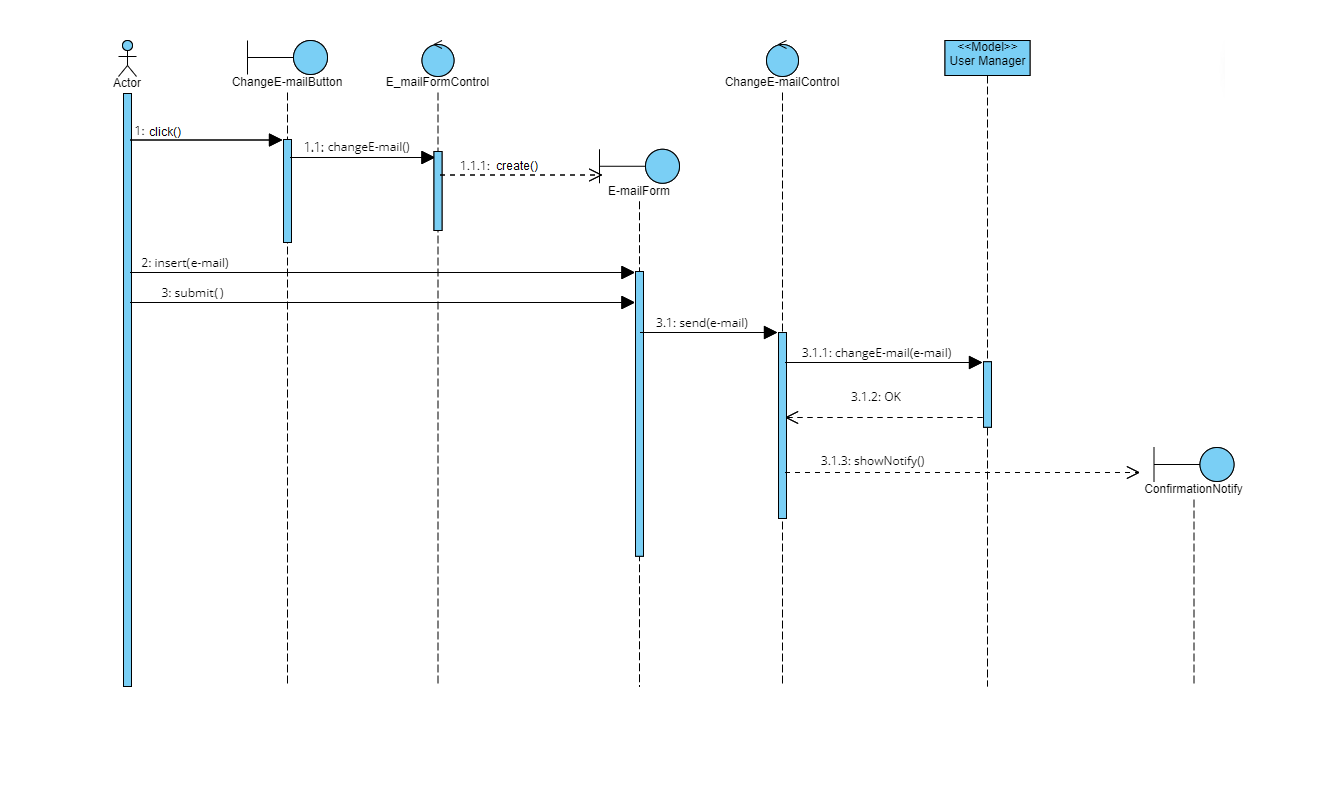 <<Model>>
User Manager
Actor
ChangeE-mailButton
E_mailFormControl
ChangeE-mailControl
1: click()
1.1: changeE-mail()
1.1.1: create()
E-mailForm
2: insert(e-mail)
3: submit()
3.1: send(e-mail)
3.1.1: changeE-mail(e-mail)
3.1.2: OK
3.1.3: showNotify()
ConfirmationNotify